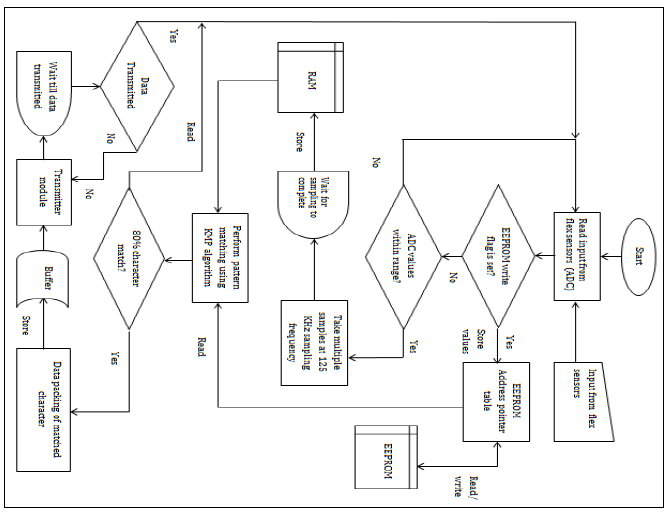 Start
Read input from
flex sensor (ADC)
Input from flex
sensors
EEPROM write
flag is set?
Yes
Store
values
No
EEPROM
Address pointer
table
Read/
write
EEPROM
ADC values
within range?
No
Yes
Take multiple
samples at 125
KHz sampling
frequency
Wait for
sampling to
complete
Store
RAM
Read
Read
Perform pattern
matching using
KMP algorithm
80% character
match?
No
Yes
Data packing of matched
character
Store
Buffer
Transmitter
module
Wait till data
transmitted
Data
Transmitted
No
Yes